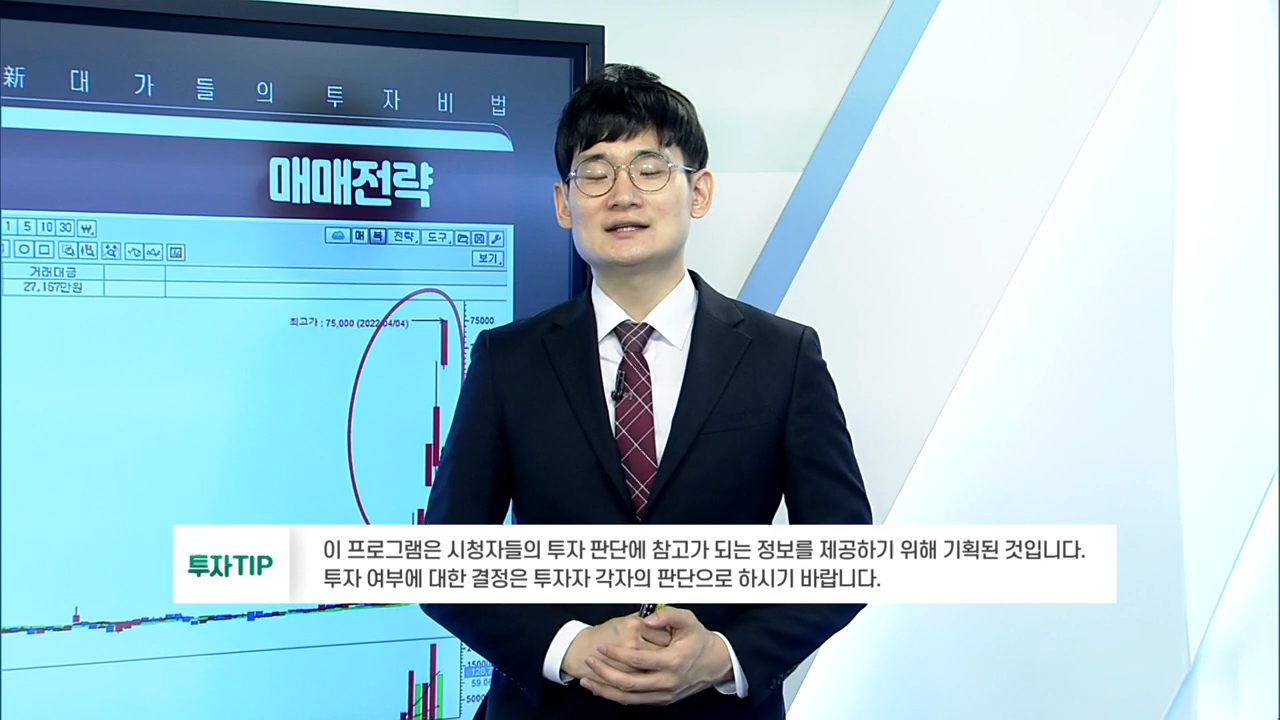 新 대 가 들 의 투 자 비 법
매매전략
1 5 10 30 ₩
매 복 전략 도구
보기
거래대금
27,157만원
최고가 : 75,000 (2022/04/04)
75000
투자TIP
이 프로그램은 시청자들의 투자 판단에 참고가 되는 정보를 제공하기 위해 기획된 것입니다.
투자 여부에 대한 결정은 투자자 각자의 판단으로 하시기 바랍니다.